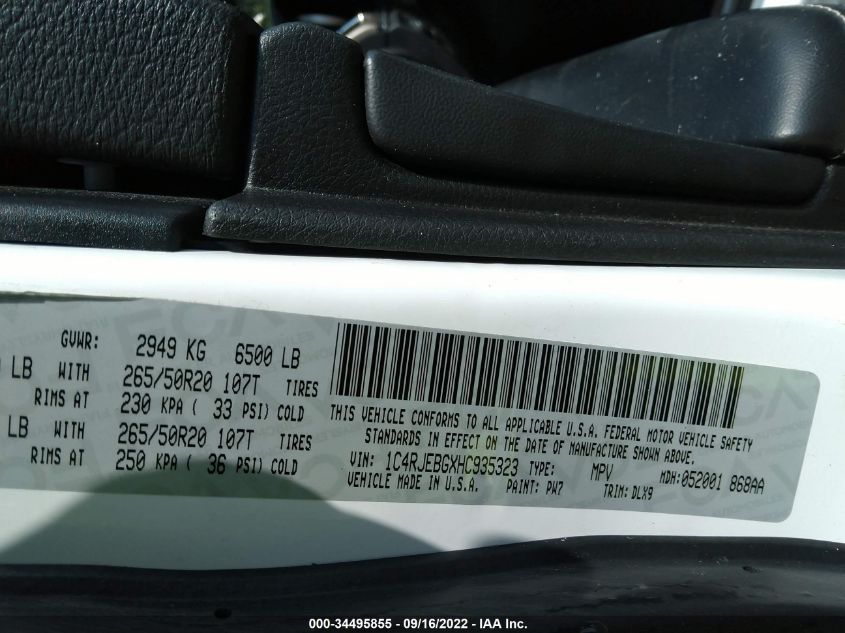 GVWR: 2949 KG 6500 LB
LB WITH 265/50R20 107T TIRES
RIMS AT 230 KPA ( 33 PSI) COLD
LB WITH 265/50R20 107T TIRES
RIMS AT 250 KPA ( 36 PSI) COLD
THIS VEHICLE CONFORMS TO ALL APPLICABLE U.S.A. FEDERAL MOTOR VEHICLE SAFETY
STANDARDS IN EFFECT ON THE DATE OF MANUFACTURE SHOWN ABOVE.
VIN: 1C4RJEBGXHC935323 TYPE: MPV MDH:052001 868AA
VEHICLE MADE IN U.S.A. PAINT: PW7 TRIM: DLX9
000-34495855 - 09/16/2022 - IAA Inc.